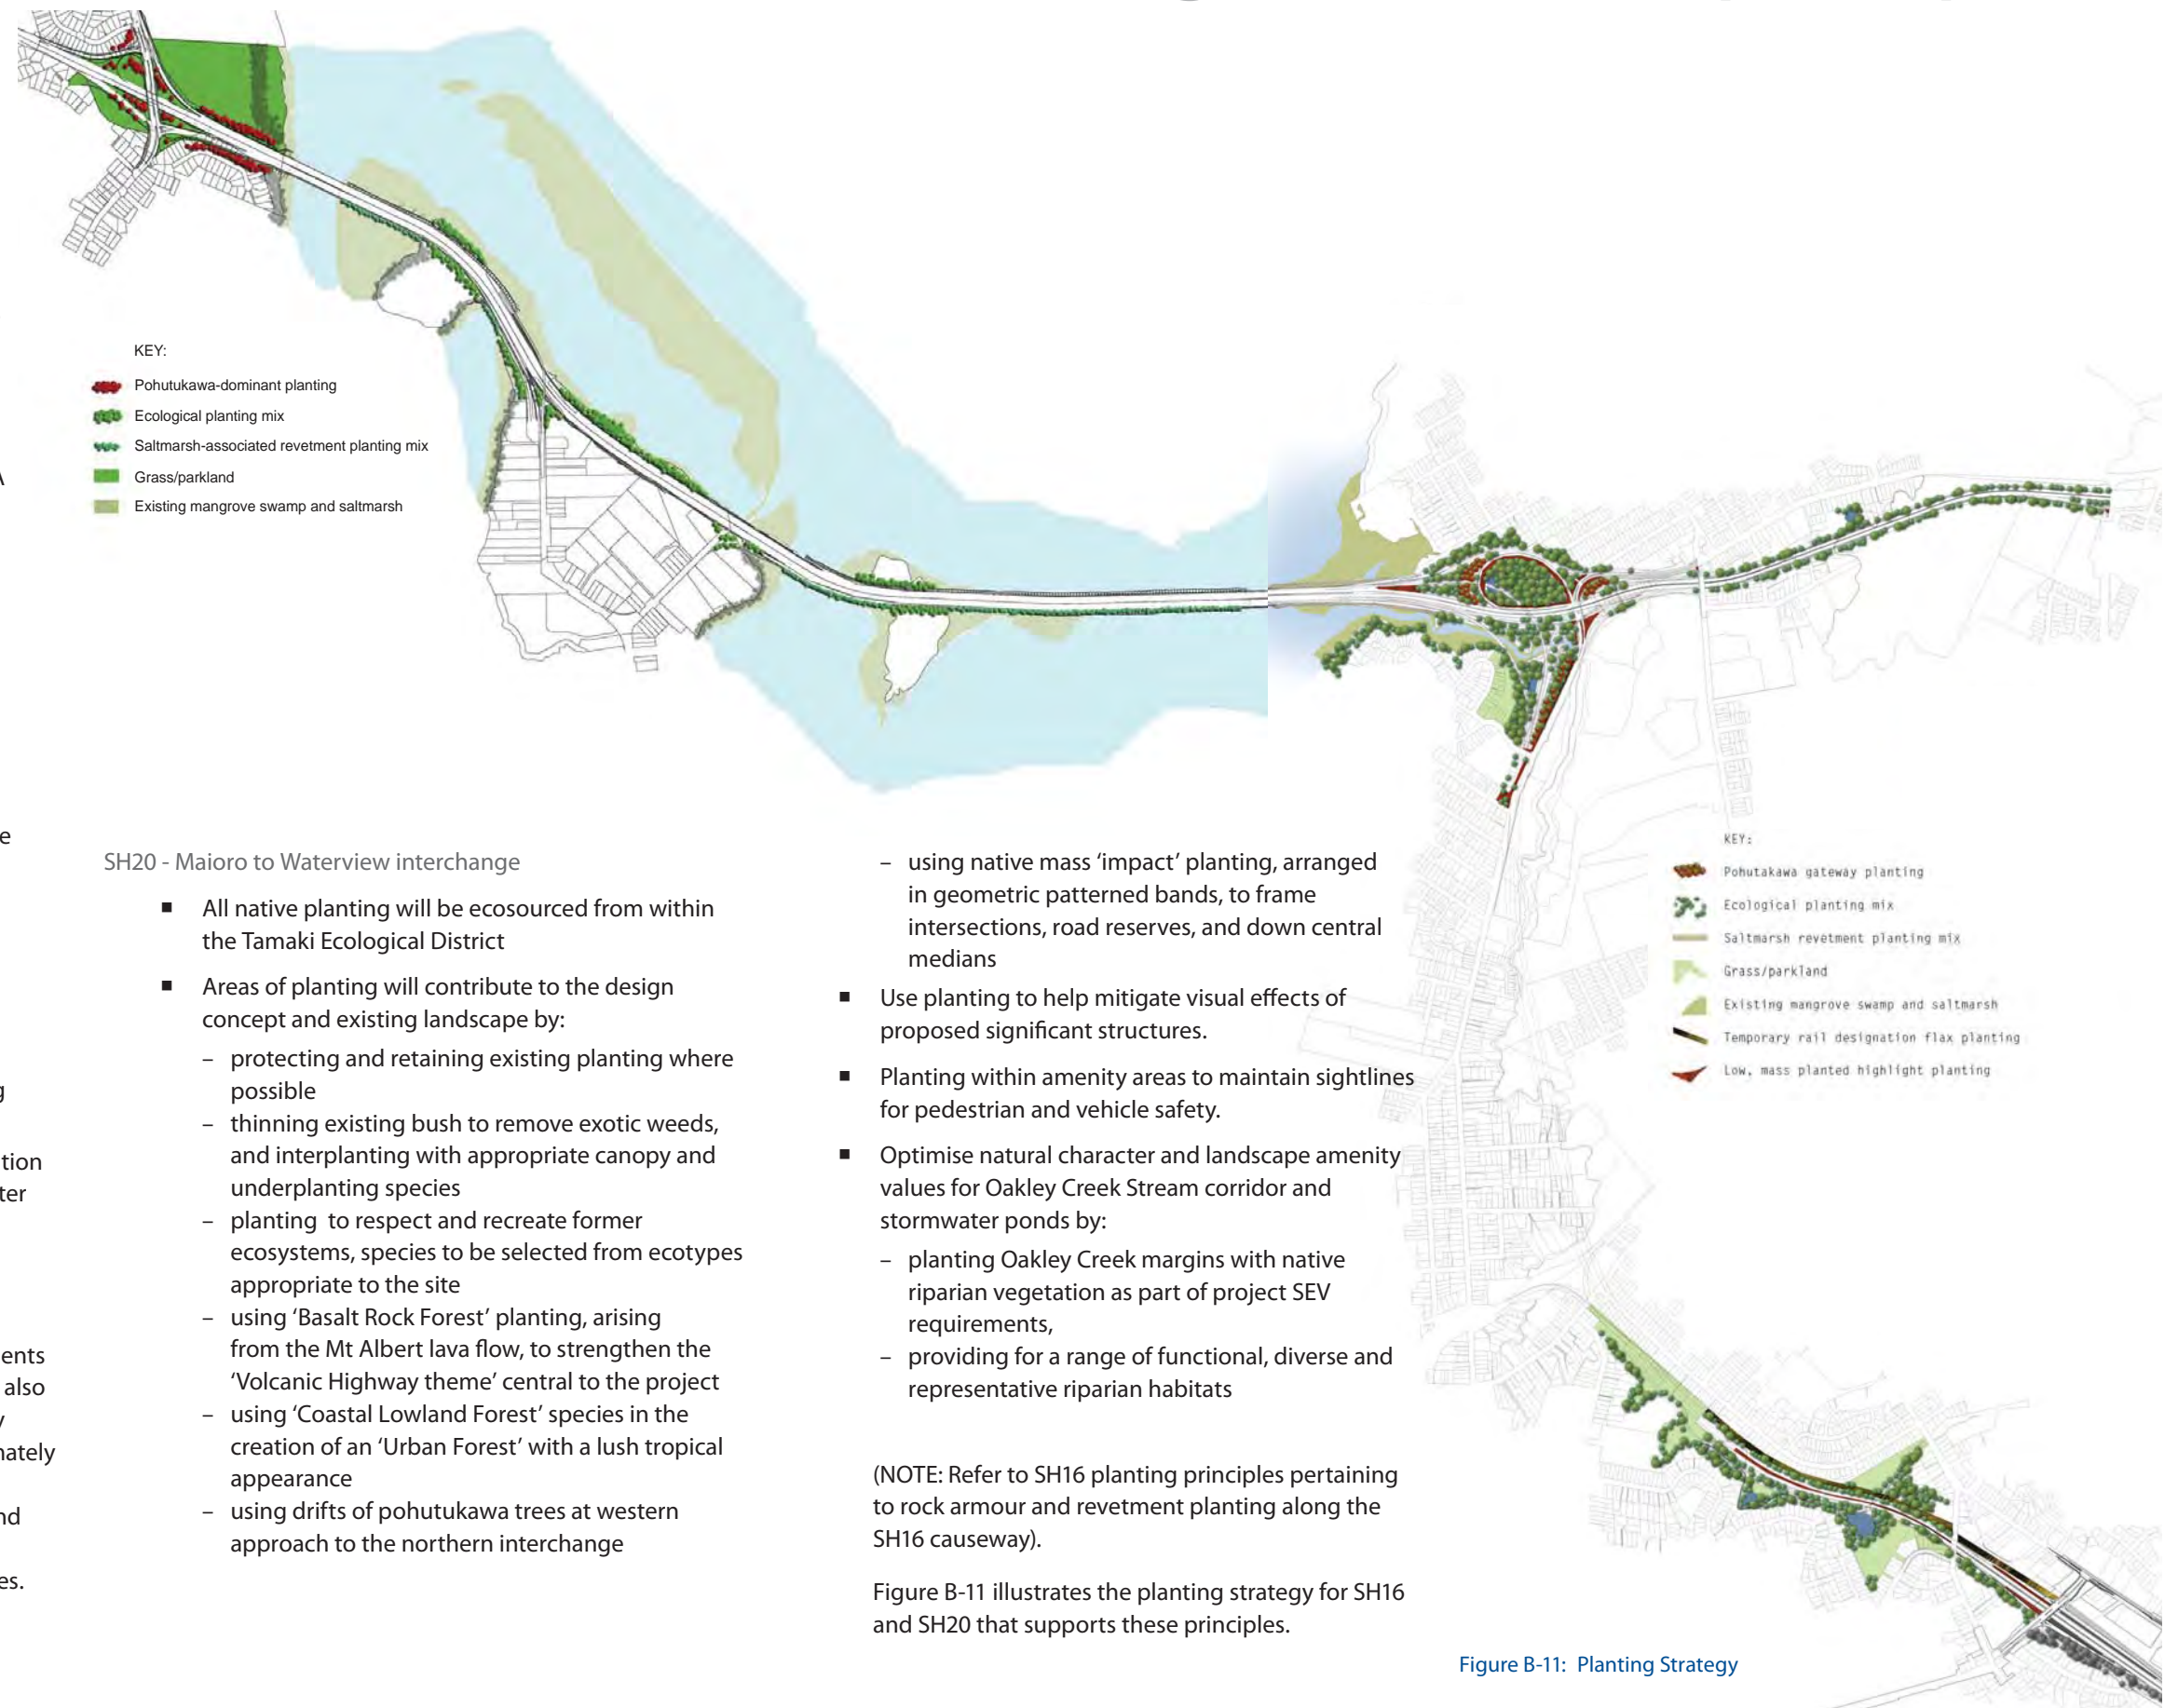 KEY:
Pohutukawa-dominant planting
Ecological planting mix
Saltmarsh-associated revetment planting mix
Grass/parkland
Existing mangrove swamp and saltmarsh
A
e
g
tion
ter
ents
also
y
nately
nd
es.
SH20 - Maioro to Waterview interchange
■ All native planting will be ecosourced from within
the Tamaki Ecological District
■ Areas of planting will contribute to the design
concept and existing landscape by:
– protecting and retaining existing planting where
possible
– thinning existing bush to remove exotic weeds,
and interplanting with appropriate canopy and
underplanting species
– planting to respect and recreate former
ecosystems, species to be selected from ecotypes
appropriate to the site
– using ‘Basalt Rock Forest’ planting, arising
from the Mt Albert lava flow, to strengthen the
‘Volcanic Highway theme’ central to the project
– using ‘Coastal Lowland Forest’ species in the
creation of an ‘Urban Forest’ with a lush tropical
appearance
– using drifts of pohutukawa trees at western
approach to the northern interchange
– using native mass ‘impact’ planting, arranged
in geometric patterned bands, to frame
intersections, road reserves, and down central
medians
■ Use planting to help mitigate visual effects of
proposed significant structures.
■ Planting within amenity areas to maintain sightlines
for pedestrian and vehicle safety.
■ Optimise natural character and landscape amenity
values for Oakley Creek Stream corridor and
stormwater ponds by:
– planting Oakley Creek margins with native
riparian vegetation as part of project SEV
requirements,
– providing for a range of functional, diverse and
representative riparian habitats
(NOTE: Refer to SH16 planting principles pertaining
to rock armour and revetment planting along the
SH16 causeway).
Figure B-11 illustrates the planting strategy for SH16
and SH20 that supports these principles.
KEY:
Pohutakawa gateway planting
Ecological planting mix
Saltmarsh revetment planting mix
Grass/parkland
Existing mangrove swamp and saltmarsh
Temporary rail designation flax planting
Low, mass planted highlight planting
Figure B-11: Planting Strategy